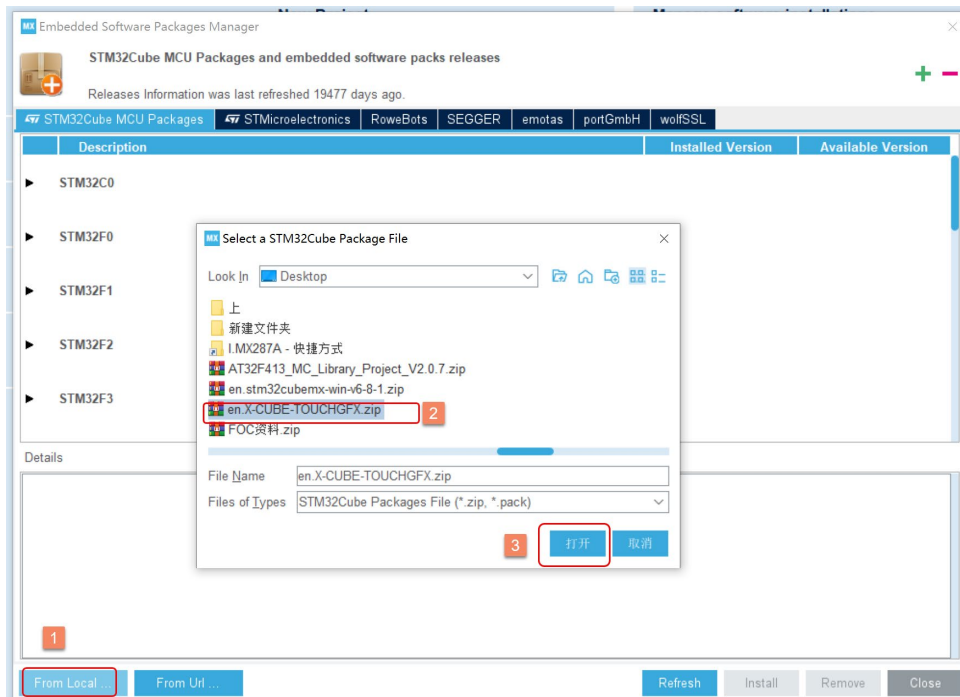 Embedded Software Packages Manager
STM32Cube MCU Packages and embedded software packs releases
Releases Information was last refreshed 19477 days ago.
STM32Cube MCU Packages STMicroelectronics RoweBots SEGGER emotas portGmbH wolfSSL
Description Installed Version Available Version
STM32C0
STM32F0
STM32F1
STM32F2
STM32F3
MX Select a STM32Cube Package File
Look In Desktop
上
新建文件夹
I.MX287A - 快捷方式
AT32F413_MC_Library_Project_V2.0.7.zip
en.stm32cubemx-win-v6-8-1.zip
en.X-CUBE-TOUCHGFX.zip 2
FOC资料.zip
File Name en.X-CUBE-TOUCHGFX.zip
Files of Types STM32Cube Packages File (*.zip, *.pack)
3 打开 取消
Details
1
From Local ... From Url ... Refresh Install Remove Close